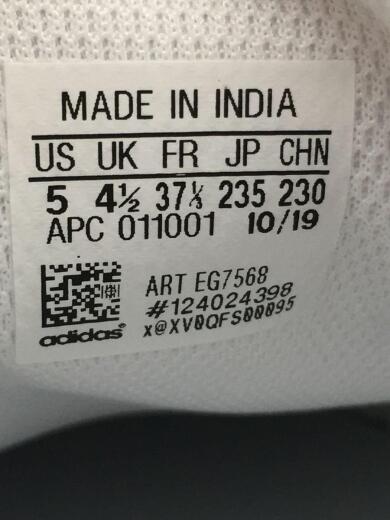 MADE IN INDIA
US UK FR JP CHN
5 4½ 37⅓ 235 230
APC 011001 10/19
ART EG7568
#124024398
x@XV0QFS00095
adidas®